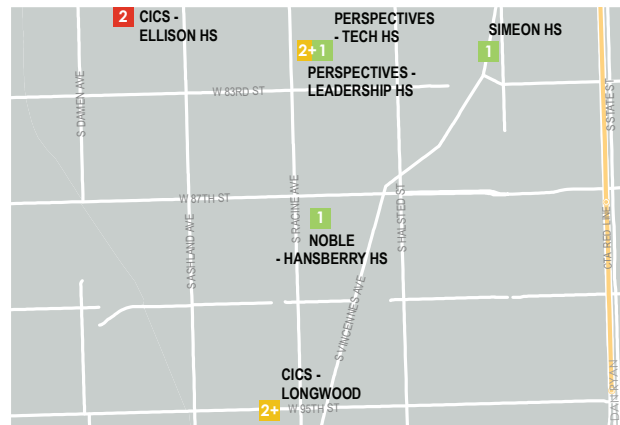 2
CICS -
ELLISON HS
PERSPECTIVES
- TECH HS
2+1
PERSPECTIVES -
LEADERSHIP HS
SIMEON HS
1
S DAMEN AVE
W 83RD ST
S STATE ST
W 87TH ST
S ASHLAND AVE
S RACINE AVE
S HALSTED ST
1
NOBLE
- HANSBERRY HS
CTA RED LINE
S VINCENNES AVE
CICS -
LONGWOOD
2+
W 95TH ST
DAN RYAN